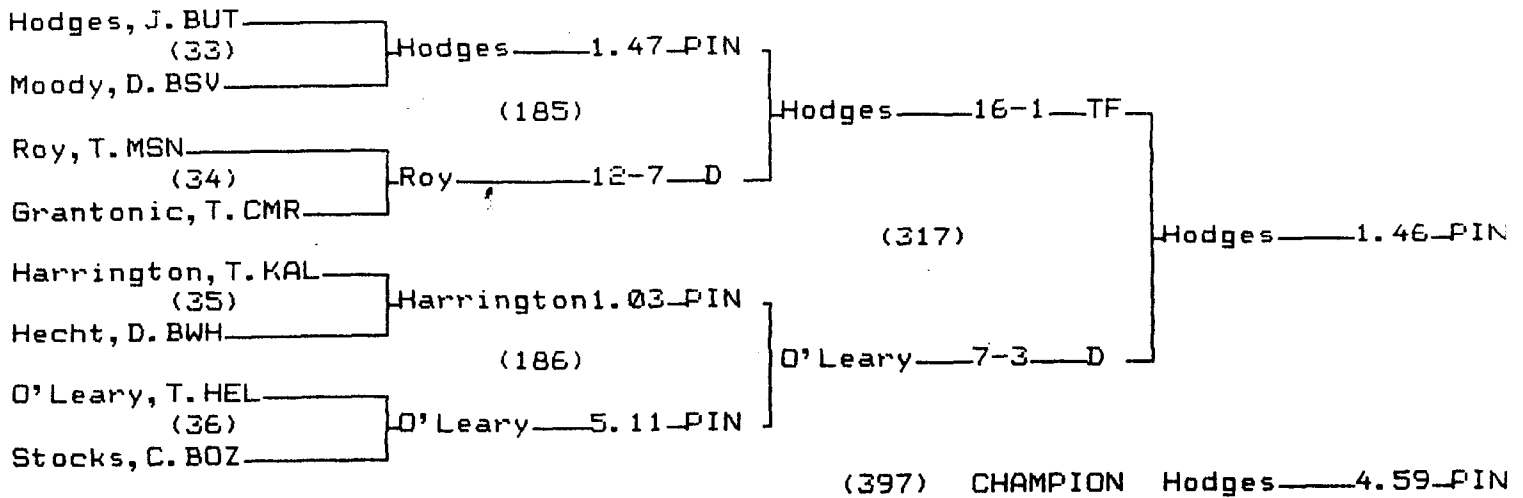 Hodges, J. BUT
(33) Hodges 1.47 PIN
Moody, D. BSV
(185) Hodges 16-1 TF
Roy, T. MSN
(34) Roy 12-7 D
Grantonic, T. CMR
(317) Hodges 1.46 PIN
Harrington, T. KAL
(35) Harrington 1.03 PIN
Hecht, D. BWH
(186) O'Leary 7-3 D
O'Leary, T. HEL
(36) O'Leary 5.11 PIN
Stocks, C. BOZ
(397) CHAMPION Hodges 4.59 PIN